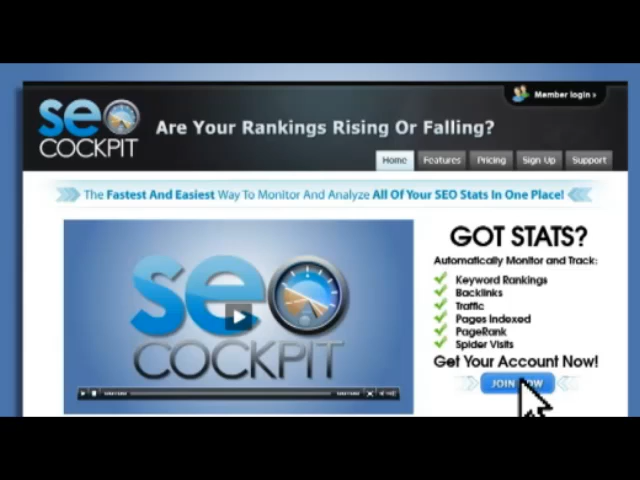 seo
COCKPIT
Are Your Rankings Rising Or Falling?
Member login ›
Home
Features
Pricing
Sign Up
Support
The Fastest And Easiest Way To Monitor And Analyze All Of Your SEO Stats In One Place!
seo
COCKPIT
GOT STATS?
Automatically Monitor and Track:
Keyword Rankings
Backlinks
Traffic
Pages Indexed
PageRank
Spider Visits
Get Your Account Now!
JOIN NOW